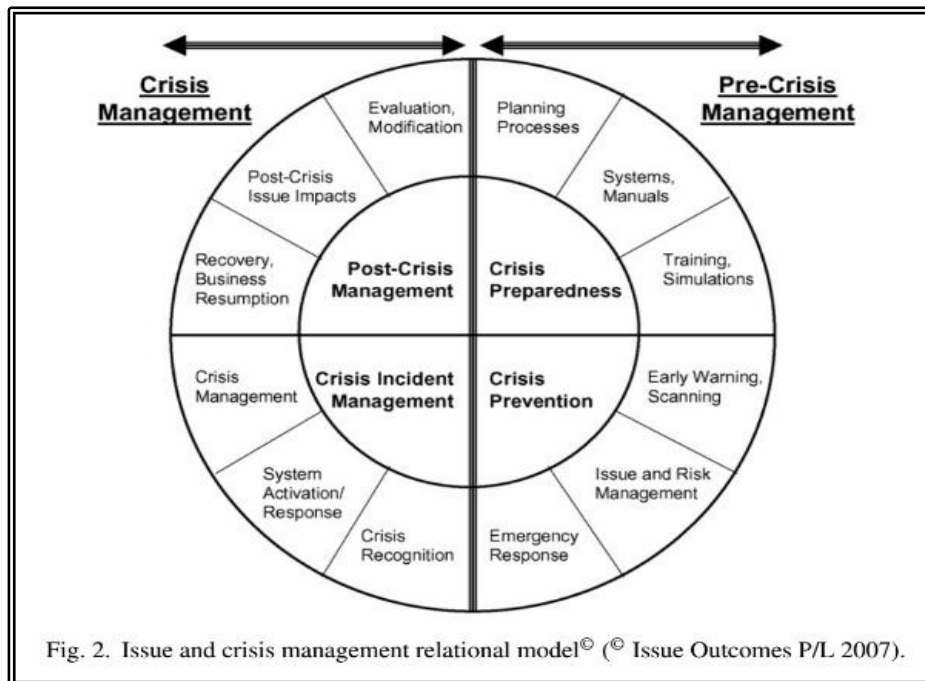 Crisis
Management
Pre-Crisis
Management
Evaluation,
Modification
Planning
Processes
Post-Crisis
Issue Impacts
Systems,
Manuals
Recovery,
Business
Resumption
Post-Crisis
Management
Crisis
Preparedness
Training,
Simulations
Crisis
Management
Crisis Incident
Management
Crisis
Prevention
Early Warning,
Scanning
System
Activation/
Response
Issue and Risk
Management
Crisis
Recognition
Emergency
Response
Fig. 2. Issue and crisis management relational model© (© Issue Outcomes P/L 2007).